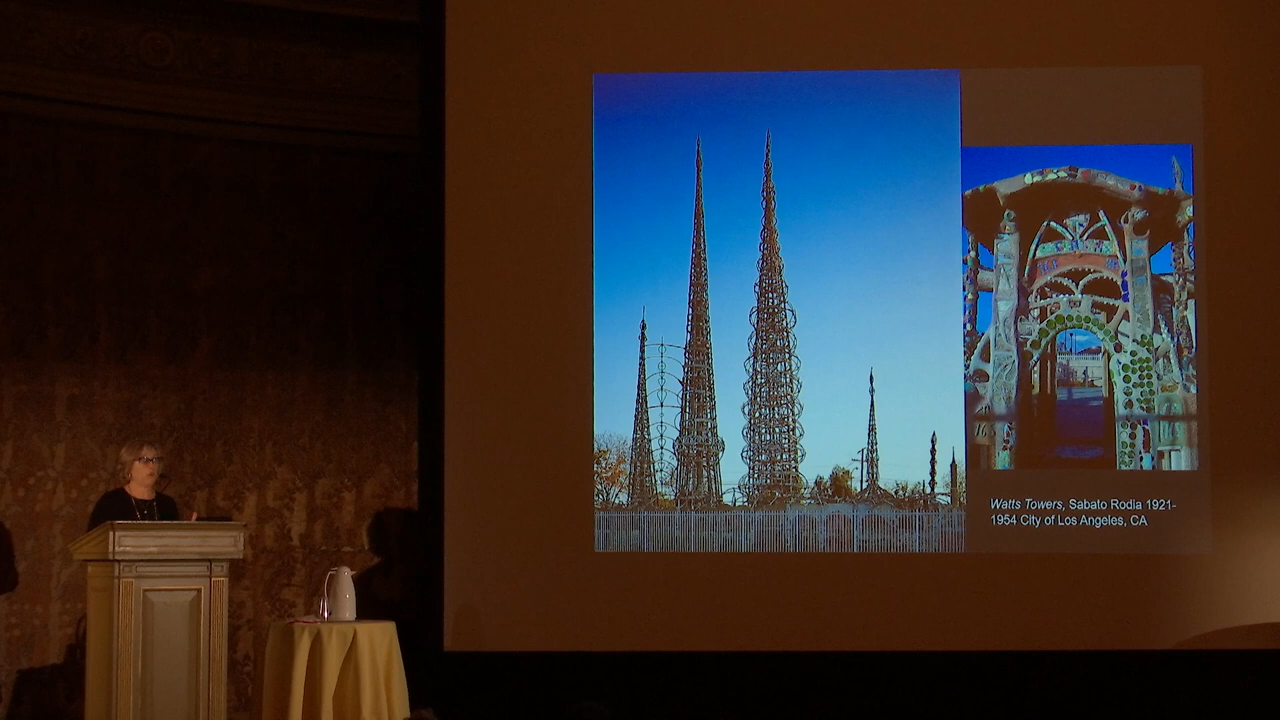 Watts Towers, Sabato Rodia 1921-
1954 City of Los Angeles, CA